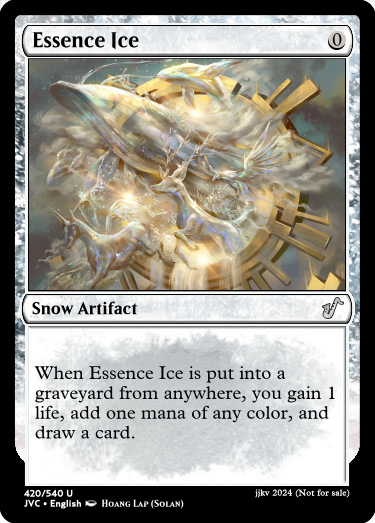 Essence Ice 0
Snow Artifact
When Essence Ice is put into a
graveyard from anywhere, you gain 1
life, add one mana of any color, and
draw a card.
420/540 U jjkv 2024 (Not for sale)
JVC • English Hoang Lap (Solan)